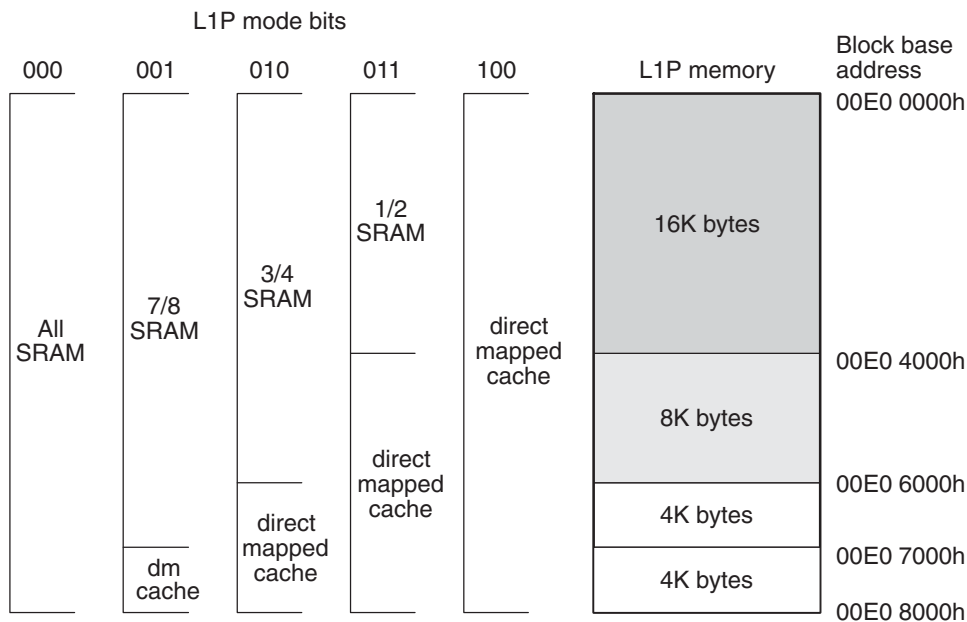 L1P mode bits
000 001 010 011 100 L1P memory
Block base
address
00E0 0000h
1/2
SRAM
16K bytes
3/4
SRAM
7/8
SRAM
All
SRAM
direct
mapped
cache
00E0 4000h
8K bytes
direct
mapped
cache
00E0 6000h
4K bytes
direct
mapped
cache
00E0 7000h
dm
cache
4K bytes
00E0 8000h